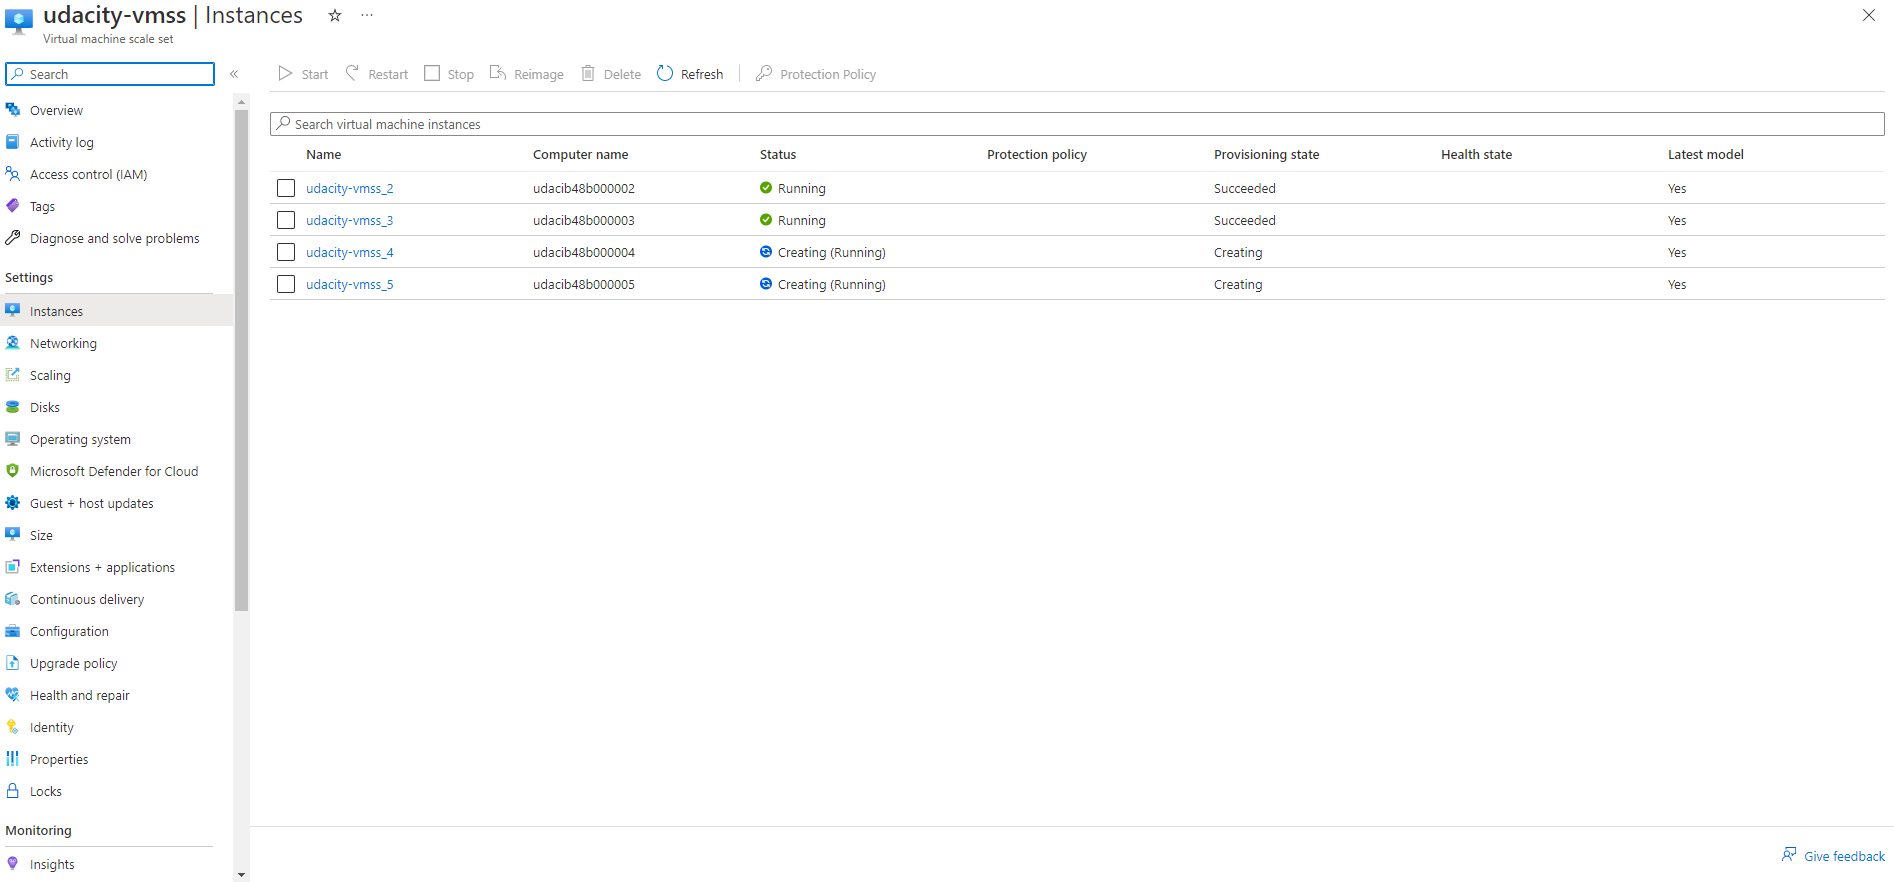 udacity-vmss | Instances
Virtual machine scale set
Search
Start Restart Stop Reimage Delete Refresh Protection Policy
Overview
Activity log
Access control (IAM)
Tags
Diagnose and solve problems
Settings
Instances
Networking
Scaling
Disks
Operating system
Microsoft Defender for Cloud
Guest + host updates
Size
Extensions + applications
Continuous delivery
Configuration
Upgrade policy
Health and repair
Identity
Properties
Locks
Monitoring
Insights
Search virtual machine instances
Name Computer name Status Protection policy Provisioning state Health state Latest model
udacity-vmss_2 udacib48b000002 Running Succeeded Yes
udacity-vmss_3 udacib48b000003 Running Succeeded Yes
udacity-vmss_4 udacib48b000004 Creating (Running) Creating Yes
udacity-vmss_5 udacib48b000005 Creating (Running) Creating Yes
Give feedback